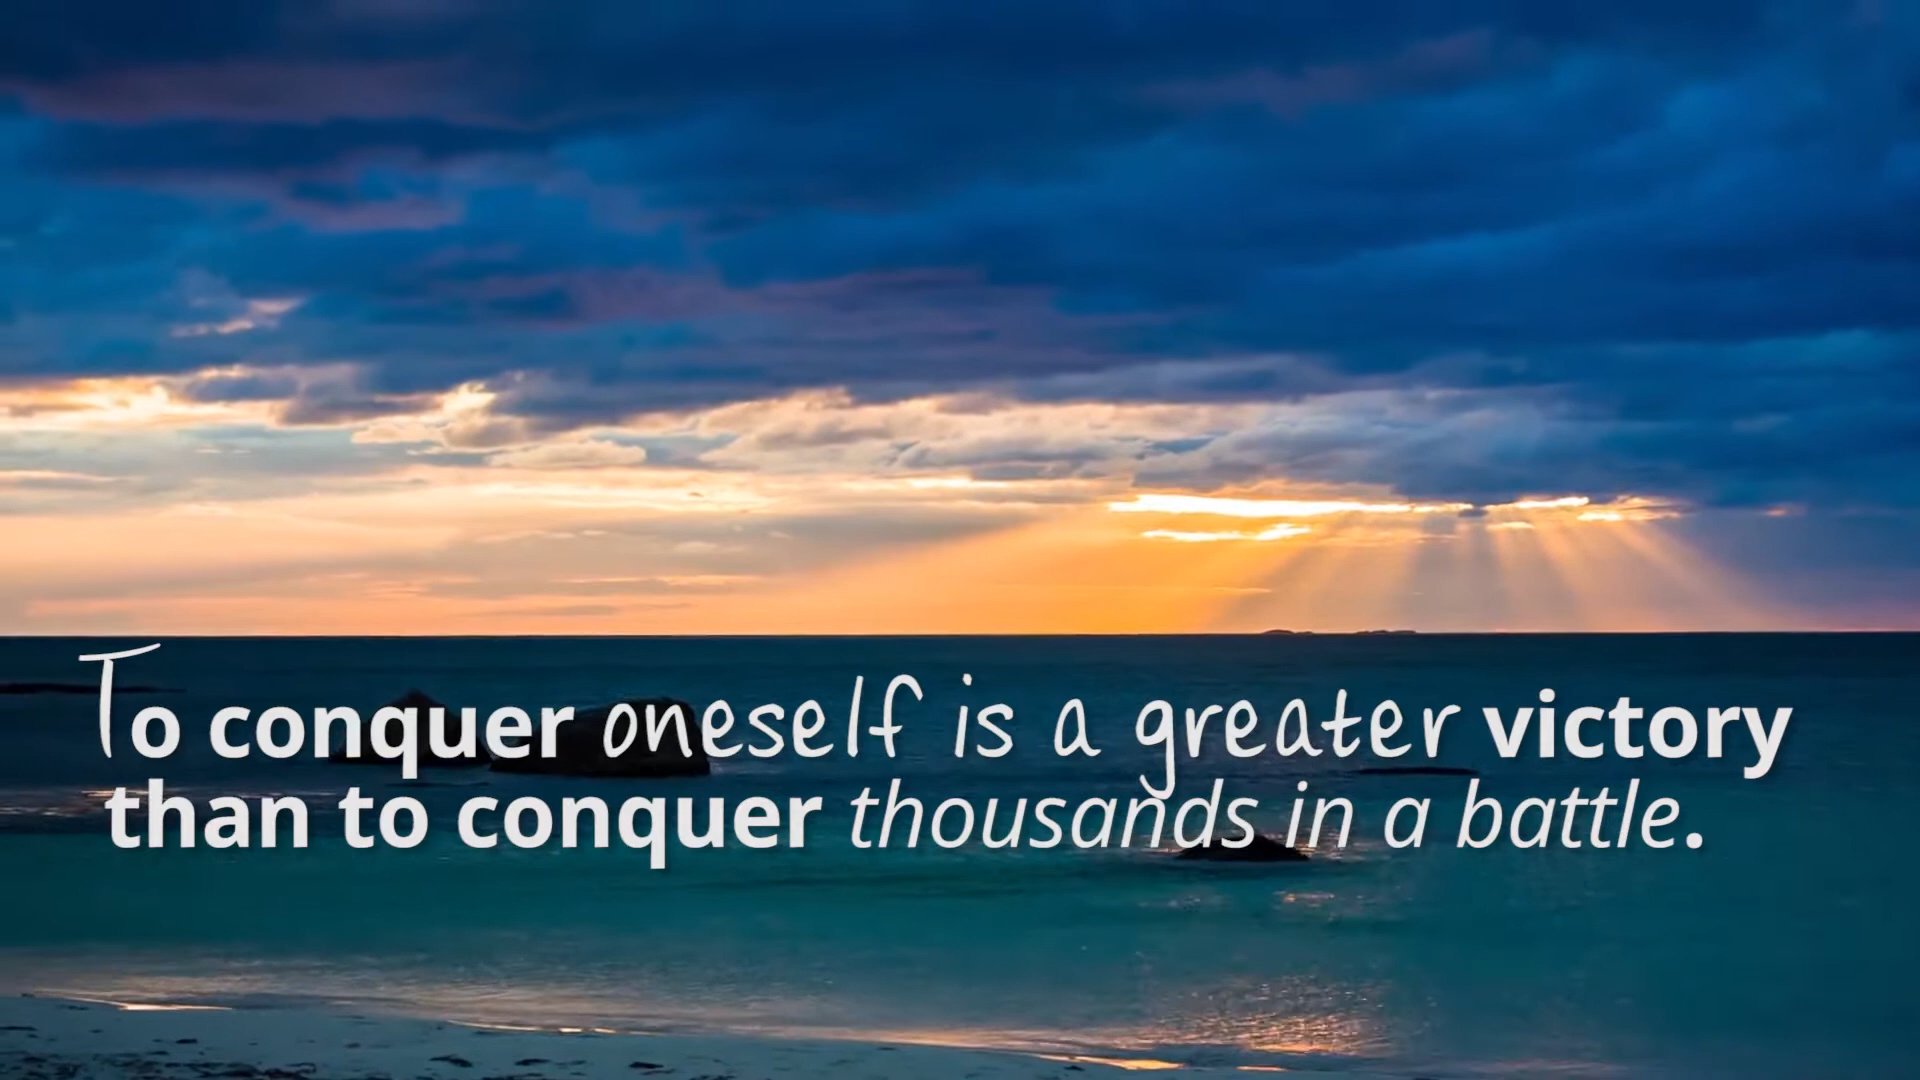 To conquer oneself is a greater victory
than to conquer thousands in a battle.